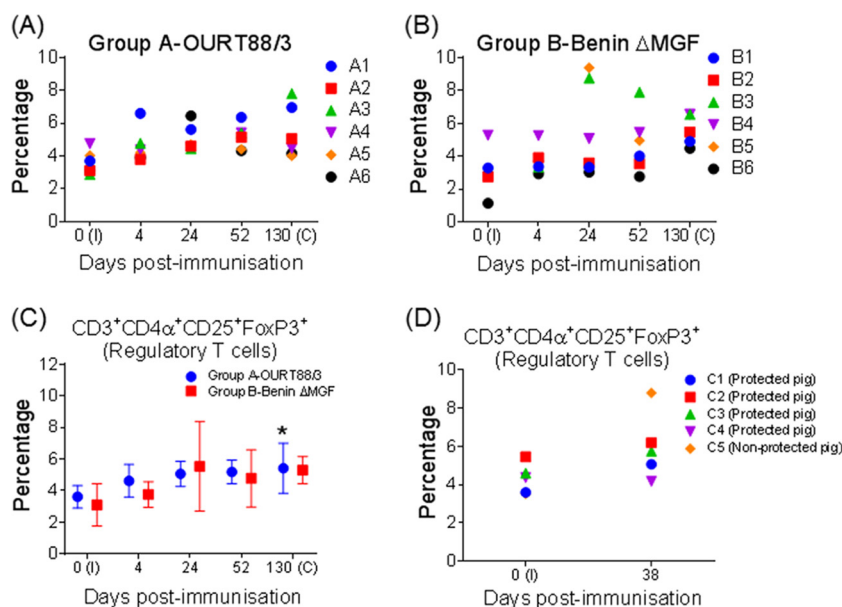 (A)
Group A-OURT88/3
Percentage
10
8
6
4
2
0
0 (I) 4 24 52 130 (C)
Days post-immunisation
A1
A2
A3
A4
A5
A6
(B)
Group B-Benin ΔMGF
Percentage
10
8
6
4
2
0
0 (I) 4 24 52 130 (C)
Days post-immunisation
B1
B2
B3
B4
B5
B6
(C)
CD3⁺CD4α⁺CD25⁺FoxP3⁺
(Regulatory T cells)
Percentage
12
10
8
6
4
2
0
Group A-OURT88/3
Group B-Benin ΔMGF
*
0 (I) 4 24 52 130 (C)
Days post-immunisation
(D)
CD3⁺CD4α⁺CD25⁺FoxP3⁺
(Regulatory T cells)
Percentage
10
8
6
4
2
0
0 (I) 38
Days post-immunisation
C1 (Protected pig)
C2 (Protected pig)
C3 (Protected pig)
C4 (Protected pig)
C5 (Non-protected pig)